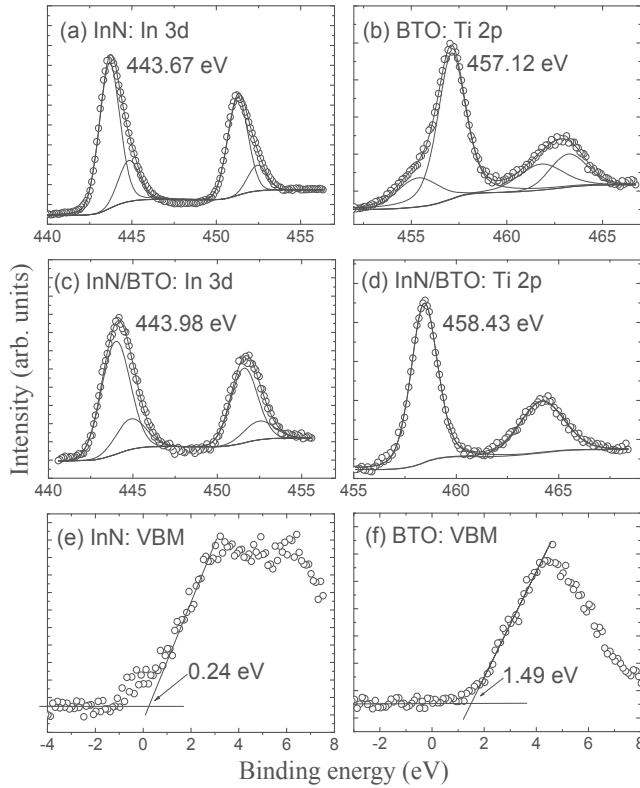 (a) InN: In 3d
443.67 eV
440 445 450 455
(b) BTO: Ti 2p
457.12 eV
455 460 465
(c) InN/BTO: In 3d
443.98 eV
440 445 450 455
(d) InN/BTO: Ti 2p
458.43 eV
455 460 465
(e) InN: VBM
0.24 eV
-4 -2 0 2 4 6 8
(f) BTO: VBM
1.49 eV
-2 0 2 4 6 8
Intensity (arb. units)
Binding energy (eV)